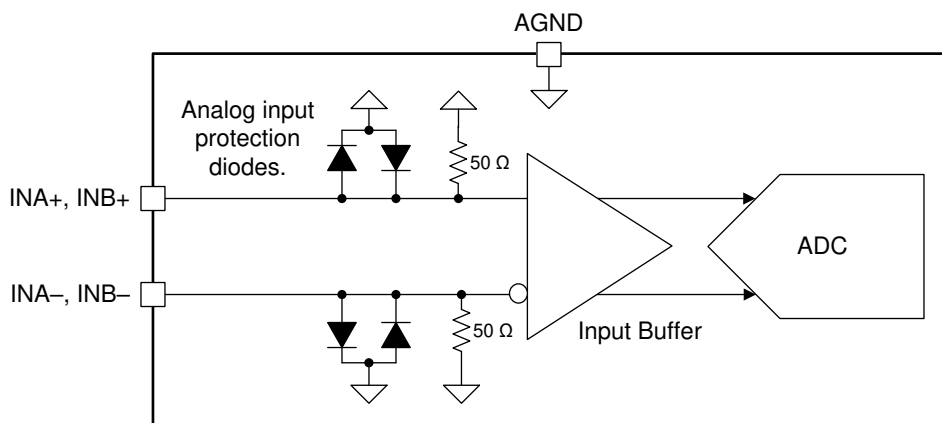 AGND
Analog input
protection
diodes.
50 Ω
INA+, INB+
ADC
INA–, INB–
50 Ω
Input Buffer